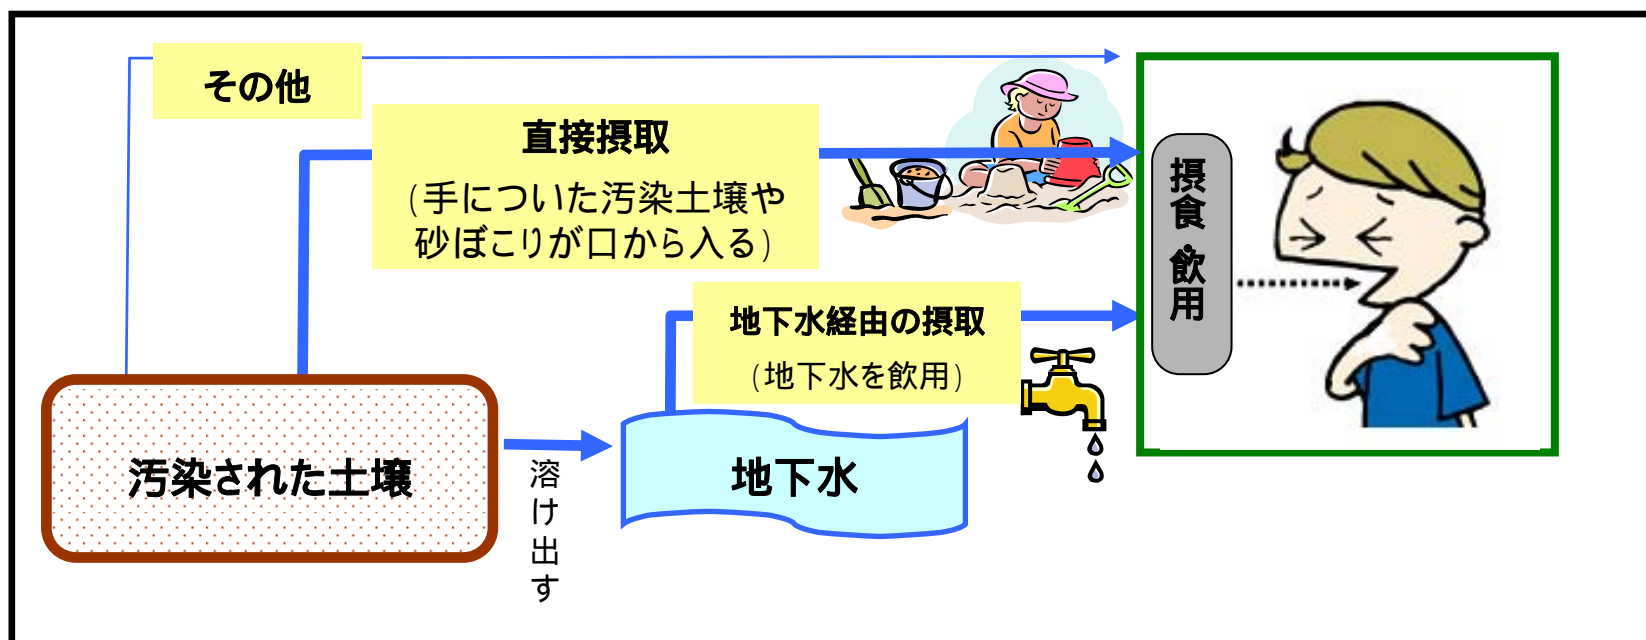 その他
直接摂取
(手についた汚染土壌や
砂ぼこりが口から入る)
摂食・飲用
地下水経由の摂取
(地下水を飲用)
汚染された土壌
溶け出す
地下水